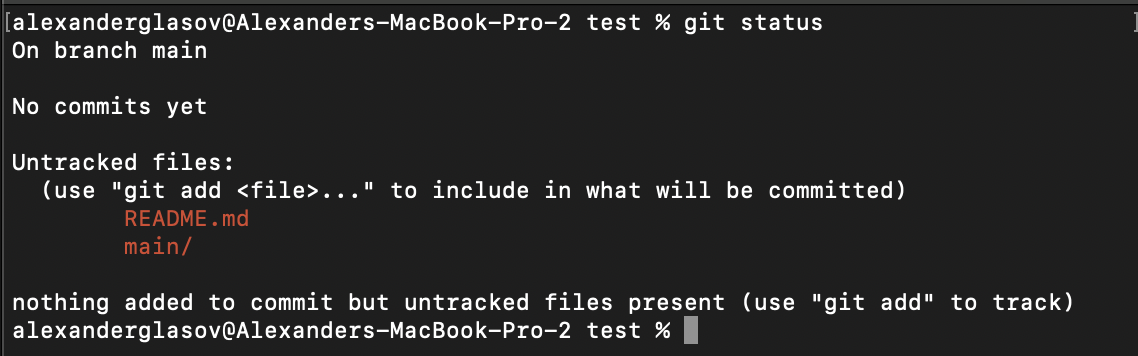 [alexanderglasov@Alexanders-MacBook-Pro-2 test % git status ]
On branch main
No commits yet
Untracked files:
(use "git add <file>..." to include in what will be committed)
README.md
main/
nothing added to commit but untracked files present (use "git add" to track)
alexanderglasov@Alexanders-MacBook-Pro-2 test %